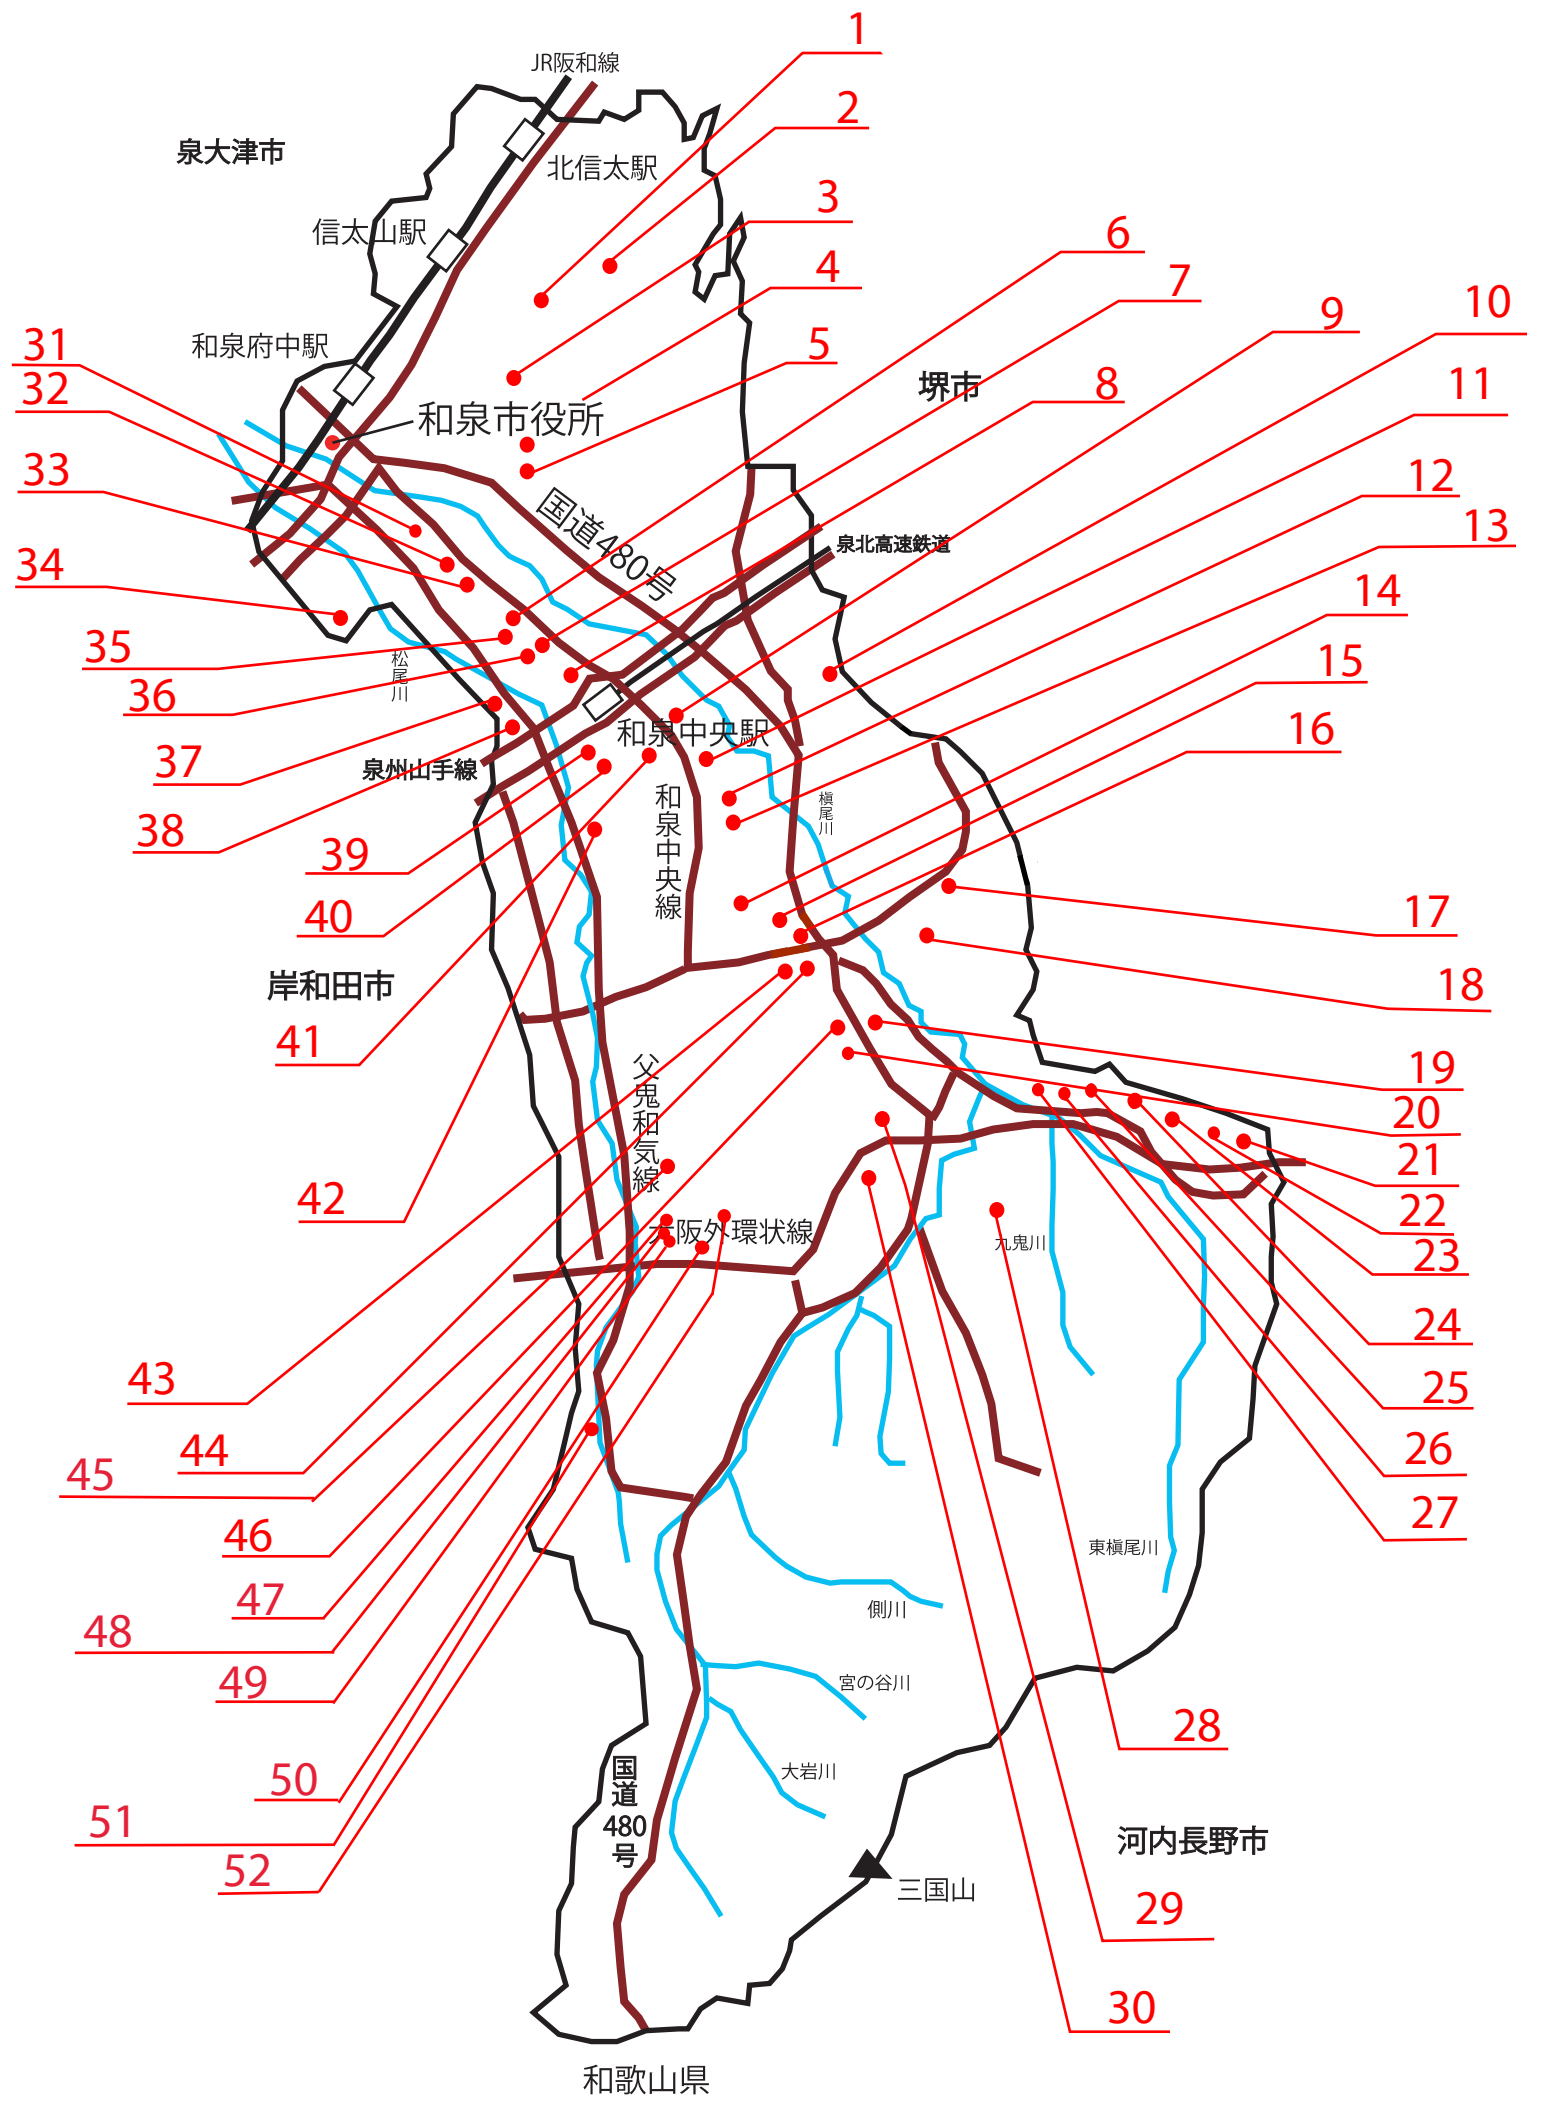 1
JR阪和線
2
泉大津市
北信太駅
3
信太山駅
6
4
7
9
10
31
和泉府中駅
5
32
堺市
8
11
和泉市役所
33
12
国道480号
13
泉北高速鉄道
34
14
35
松尾川
15
36
16
和泉中央駅
37
泉州山手線
38
和泉中央線
槇尾川
39
40
17
岸和田市
18
41
父鬼和気線
19
20
21
42
22
大阪外環状線
九鬼川
23
24
43
25
44
26
45
27
46
東槇尾川
47
側川
48
49
宮の谷川
28
50
国道480号
大岩川
51
河内長野市
52
三国山
29
30
和歌山県